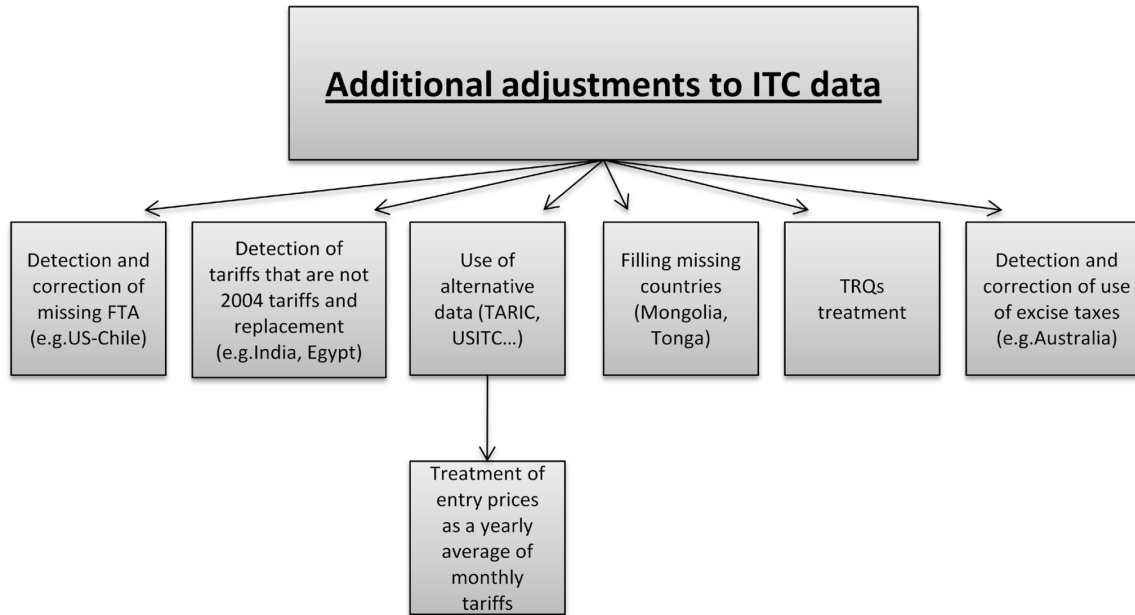 Additional adjustments to ITC data
Detection and
correction of
missing FTA
(e.g.US-Chile)
Detection of
tariffs that are not
2004 tariffs and
replacement
(e.g.India, Egypt)
Use of
alternative
data (TARIC,
USITC...)
Filling missing
countries
(Mongolia,
Tonga)
TRQs
treatment
Detection and
correction of use
of excise taxes
(e.g.Australia)
Treatment of
entry prices
as a yearly
average of
monthly
tariffs